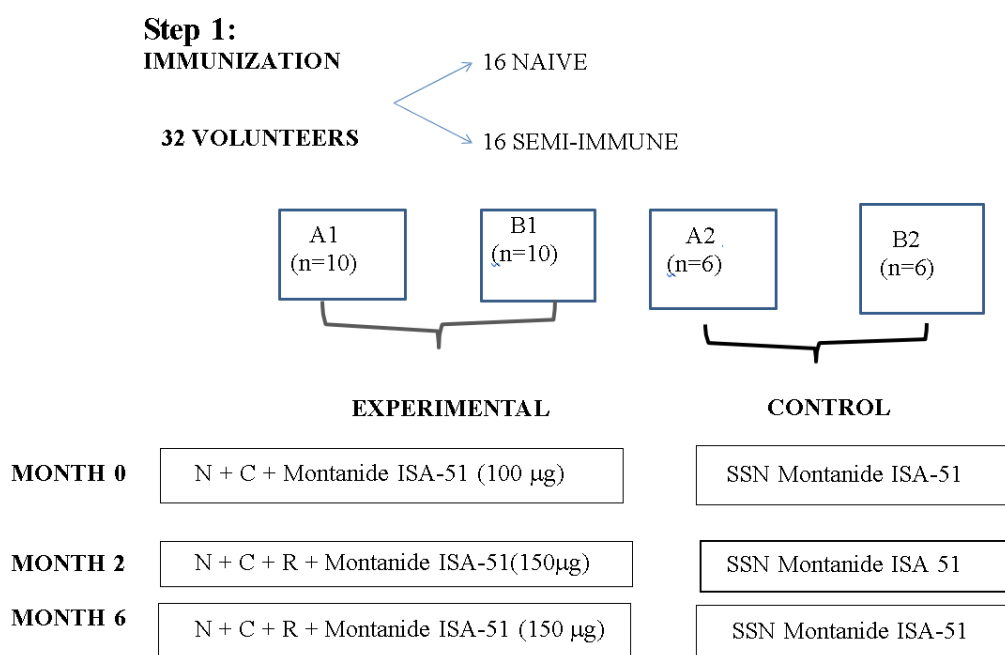 Step 1:
IMMUNIZATION
16 NAIVE
32 VOLUNTEERS
16 SEMI-IMMUNE
A1
(n=10)
B1
(n=10)
A2
(n=6)
B2
(n=6)
EXPERIMENTAL
CONTROL
MONTH 0
N + C + Montanide ISA-51 (100 µg)
SSN Montanide ISA-51
MONTH 2
N + C + R + Montanide ISA-51(150µg)
SSN Montanide ISA 51
MONTH 6
N + C + R + Montanide ISA-51 (150 µg)
SSN Montanide ISA-51